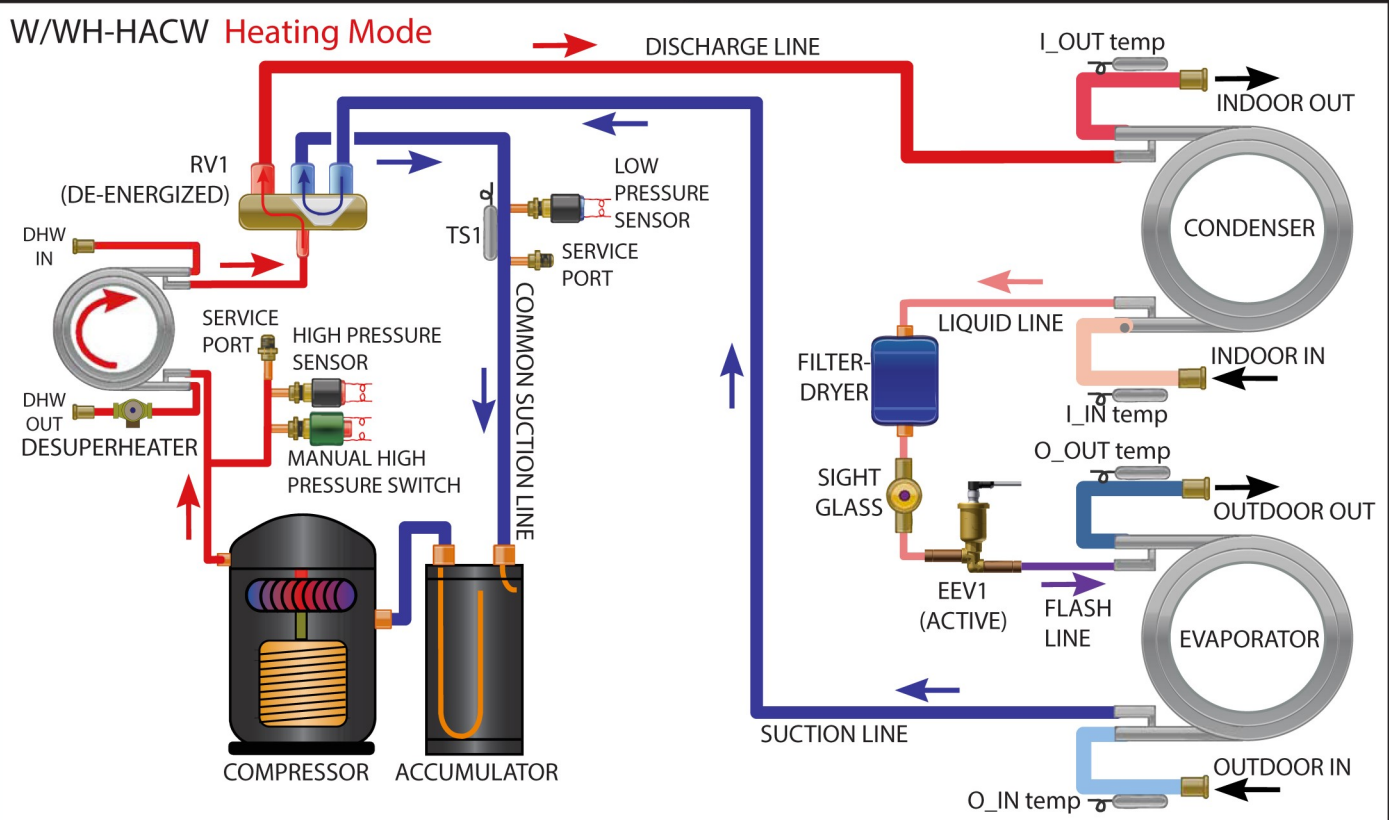 W/WH-HACW Heating Mode
DISCHARGE LINE
I_OUT temp
INDOOR OUT
RV1
(DE-ENERGIZED)
LOW
PRESSURE
SENSOR
TS1
SERVICE
PORT
CONDENSER
DHW
IN
SERVICE
PORT
HIGH PRESSURE
SENSOR
COMMON SUCTION LINE
LIQUID LINE
FILTER-
DRYER
INDOOR IN
I_IN temp
DHW
OUT
DESUPERHEATER
MANUAL HIGH
PRESSURE SWITCH
SIGHT
GLASS
O_OUT temp
OUTDOOR OUT
EEV1
(ACTIVE)
FLASH
LINE
EVAPORATOR
SUCTION LINE
COMPRESSOR
ACCUMULATOR
OUTDOOR IN
O_IN temp